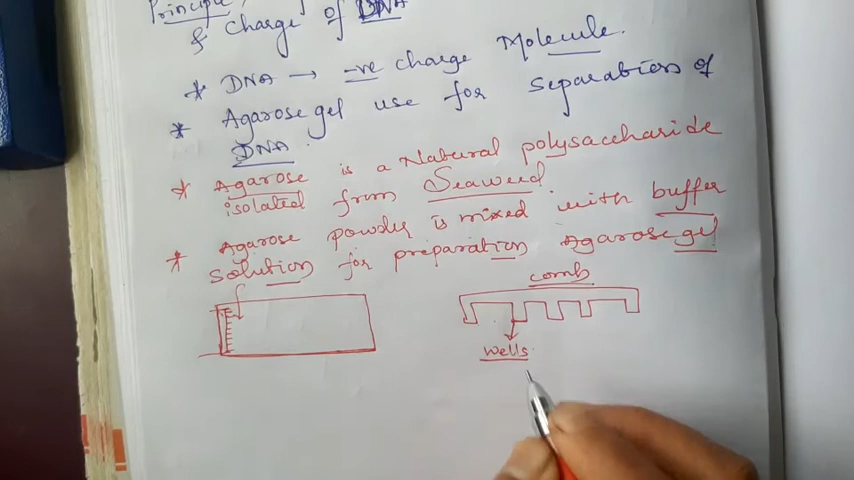 Principle
& Charge of DNA
* DNA → -ve charge Molecule.
* Agarose gel use for Separation of
DNA.
* Agarose is a Natural polysaccharide
isolated from Seaweed
* Agarose powder is mixed with buffer
Solution for preparation Agarose gel
comb
wells